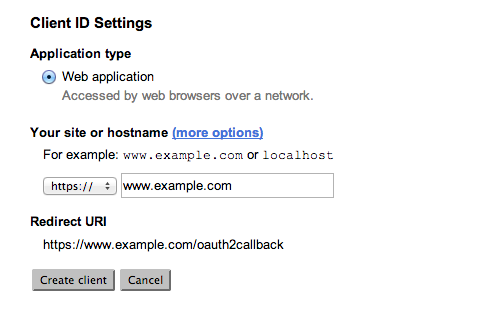 Client ID Settings
Application type
Web application
Accessed by web browsers over a network.
Your site or hostname (more options)
For example: www.example.com or localhost
https:// www.example.com
Redirect URI
https://www.example.com/oauth2callback
Create client Cancel